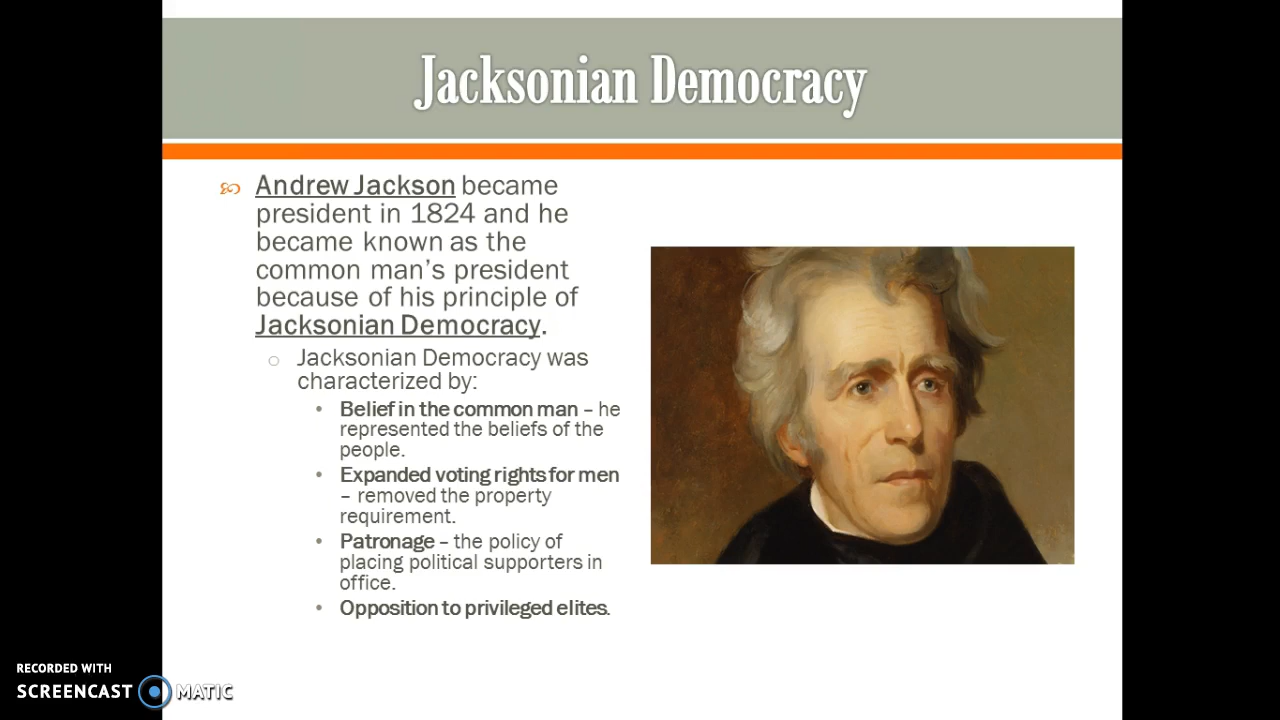 Jacksonian Democracy
Andrew Jackson became
president in 1824 and he
became known as the
common man’s president
because of his principle of
Jacksonian Democracy.
Jacksonian Democracy was
characterized by:
• Belief in the common man – he
represented the beliefs of the
people.
• Expanded voting rights for men
– removed the property
requirement.
• Patronage – the policy of
placing political supporters in
office.
• Opposition to privileged elites.
RECORDED WITH
SCREENCAST MATIC